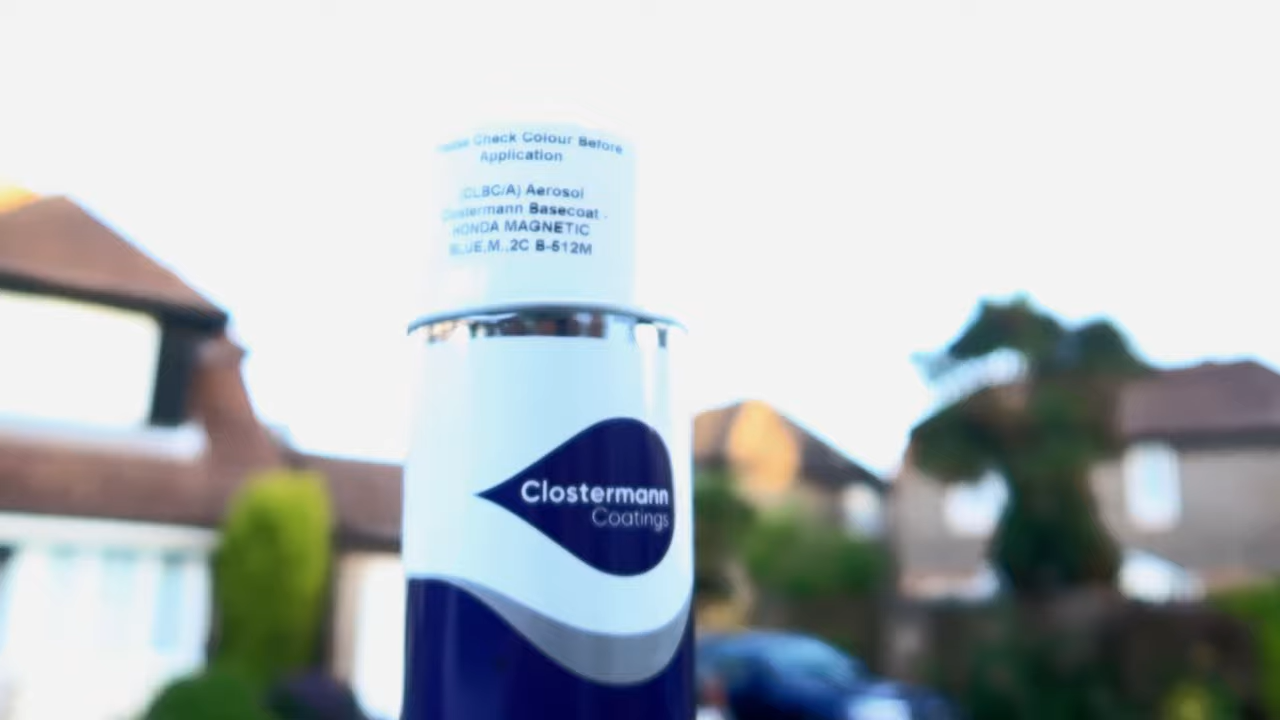 Check Colour Before
Application
(CLBC/A) Aerosol
Clostermann Basecoat -
HONDA MAGNETIC
BLUE,M.,2C B-512M
Clostermann
Coatings